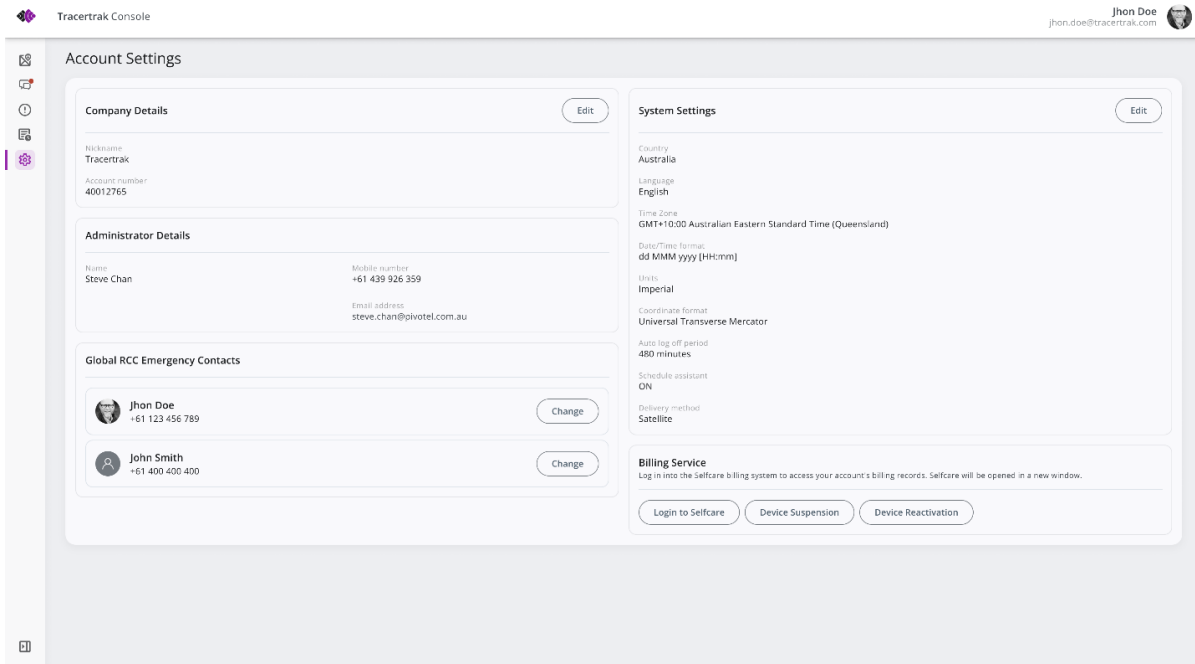 Tracertrak Console
Jhon Doe
jhon.doe@tracertrak.com
Account Settings
Company Details
Edit
Nickname
Tracertrak
Account number
40012765
Administrator Details
Name
Steve Chan
Mobile number
+61 439 926 359
Email address
steve.chan@pivotel.com.au
Global RCC Emergency Contacts
Jhon Doe
+61 123 456 789
Change
John Smith
+61 400 400 400
Change
System Settings
Edit
Country
Australia
Language
English
Time Zone
GMT+10:00 Australian Eastern Standard Time (Queensland)
Date/Time format
dd MMM yyyy [HH:mm]
Units
Imperial
Coordinate format
Universal Transverse Mercator
Auto log off period
480 minutes
Schedule assistant
ON
Delivery method
Satellite
Billing Service
Log in into the Selfcare billing system to access your account's billing records. Selfcare will be opened in a new window.
Login to Selfcare
Device Suspension
Device Reactivation